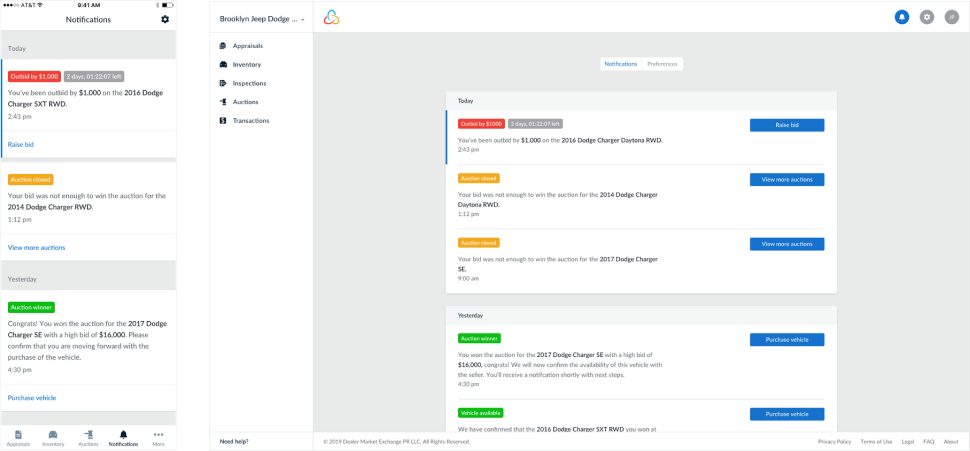 AT&T
9:41 AM
Notifications
Today
Outbid by $1,000
2 days, 01:22:07 left
You've been outbid by $1,000 on the 2016 Dodge
Charger SXT RWD.
2:43 pm
Raise bid
Auction closed
Your bid was not enough to win the auction for the
2014 Dodge Charger RWD.
1:12 pm
View more auctions
Yesterday
Auction winner
Congrats! You won the auction for the 2017 Dodge
Charger SE with a high bid of $16,000. Please
confirm that you are moving forward with the
purchase of the vehicle.
4:30 pm
Purchase vehicle
Appraisals
Inventory
Auctions
Notifications
More
Brooklyn Jeep Dodge ...
JP
Appraisals
Inventory
Inspections
Auctions
Transactions
Need help?
Notifications
Preferences
Today
Outbid by $1000
2 days, 01:22:07 left
You've been outbid by $1,000 on the 2016 Dodge Charger Daytona RWD.
2:43 pm
Raise bid
Auction closed
Your bid was not enough to win the auction for the 2014 Dodge Charger
Daytona RWD.
1:12 pm
View more auctions
Auction closed
Your bid was not enough to win the auction for the 2017 Dodge Charger
SE.
9:00 am
View more auctions
Yesterday
Auction winner
You won the auction for the 2017 Dodge Charger SE with a high bid of
$16,000, congrats! We will now confirm the availability of this vehicle with
the seller. You'll receive a notifcation shortly with next steps.
4:30 pm
Purchase vehicle
Vehicle available
We have confirmed that the 2016 Dodge Charger SXT RWD you won at
Purchase vehicle
© 2019 Dealer Market Exchange PR LLC. All Rights Reserved.
Privacy Policy
Terms of Use
Legal
FAQ
About